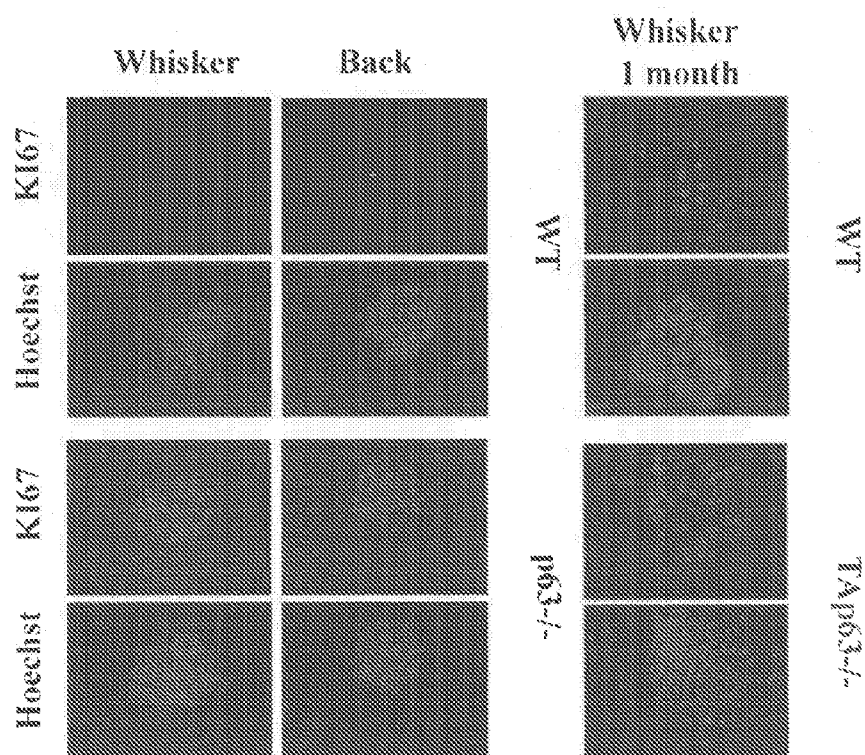 Whisker Back
Whisker
1 month
KI67
Hoechst
WT
WT
KI67
Hoechst
p63-/-
TAp63-/-